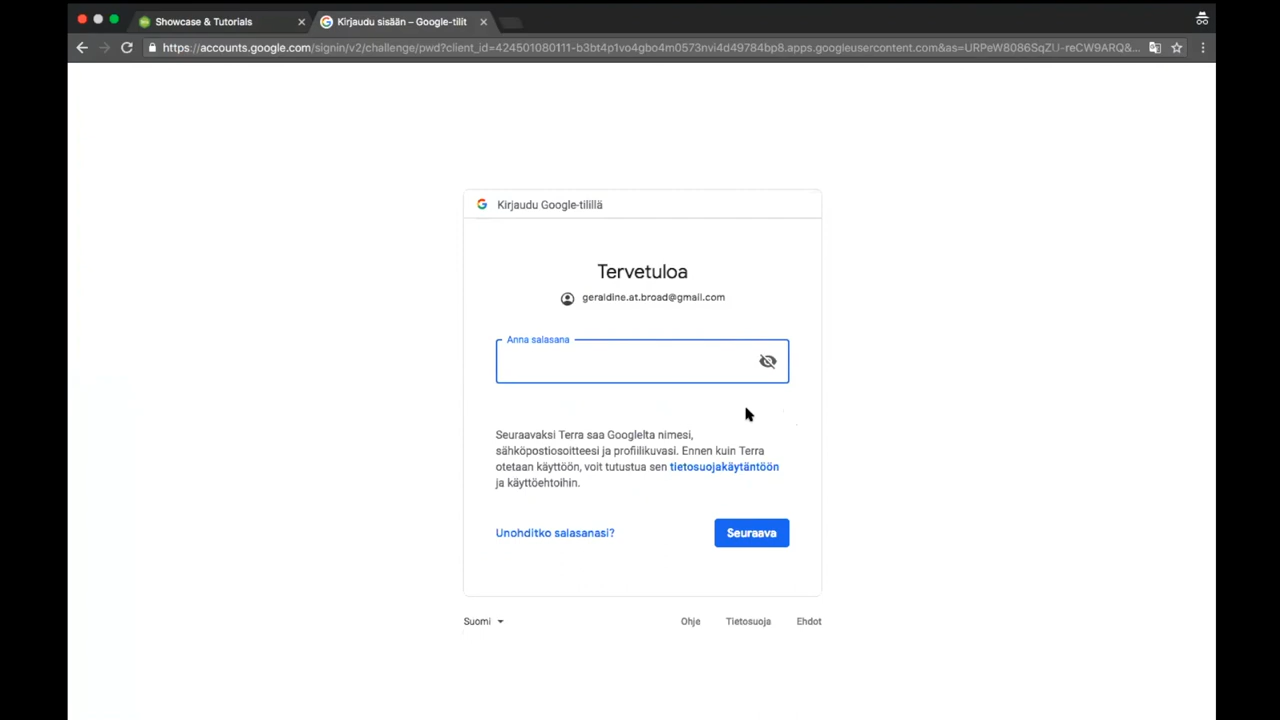 Showcase & Tutorials
Kirjaudu sisään – Google-tilit
https://accounts.google.com/signin/v2/challenge/pwd?client_id=424501080111-b3bt4p1vo4gbo4m0573nvi4d49784bp8.apps.googleusercontent.com&as=URPeW8086SqZU-reCW9ARQ&...
Kirjaudu Google-tilillä
Tervetuloa
geraldine.at.broad@gmail.com
Anna salasana
Seuraavaksi Terra saa Googlelta nimesi,
sähköpostiosoitteesi ja profiilikuvasi. Ennen kuin Terra
otetaan käyttöön, voit tutustua sen tietosuojakäytäntöön
ja käyttöehtoihin.
Unohditko salasanasi?
Seuraava
Suomi
Ohje
Tietosuoja
Ehdot